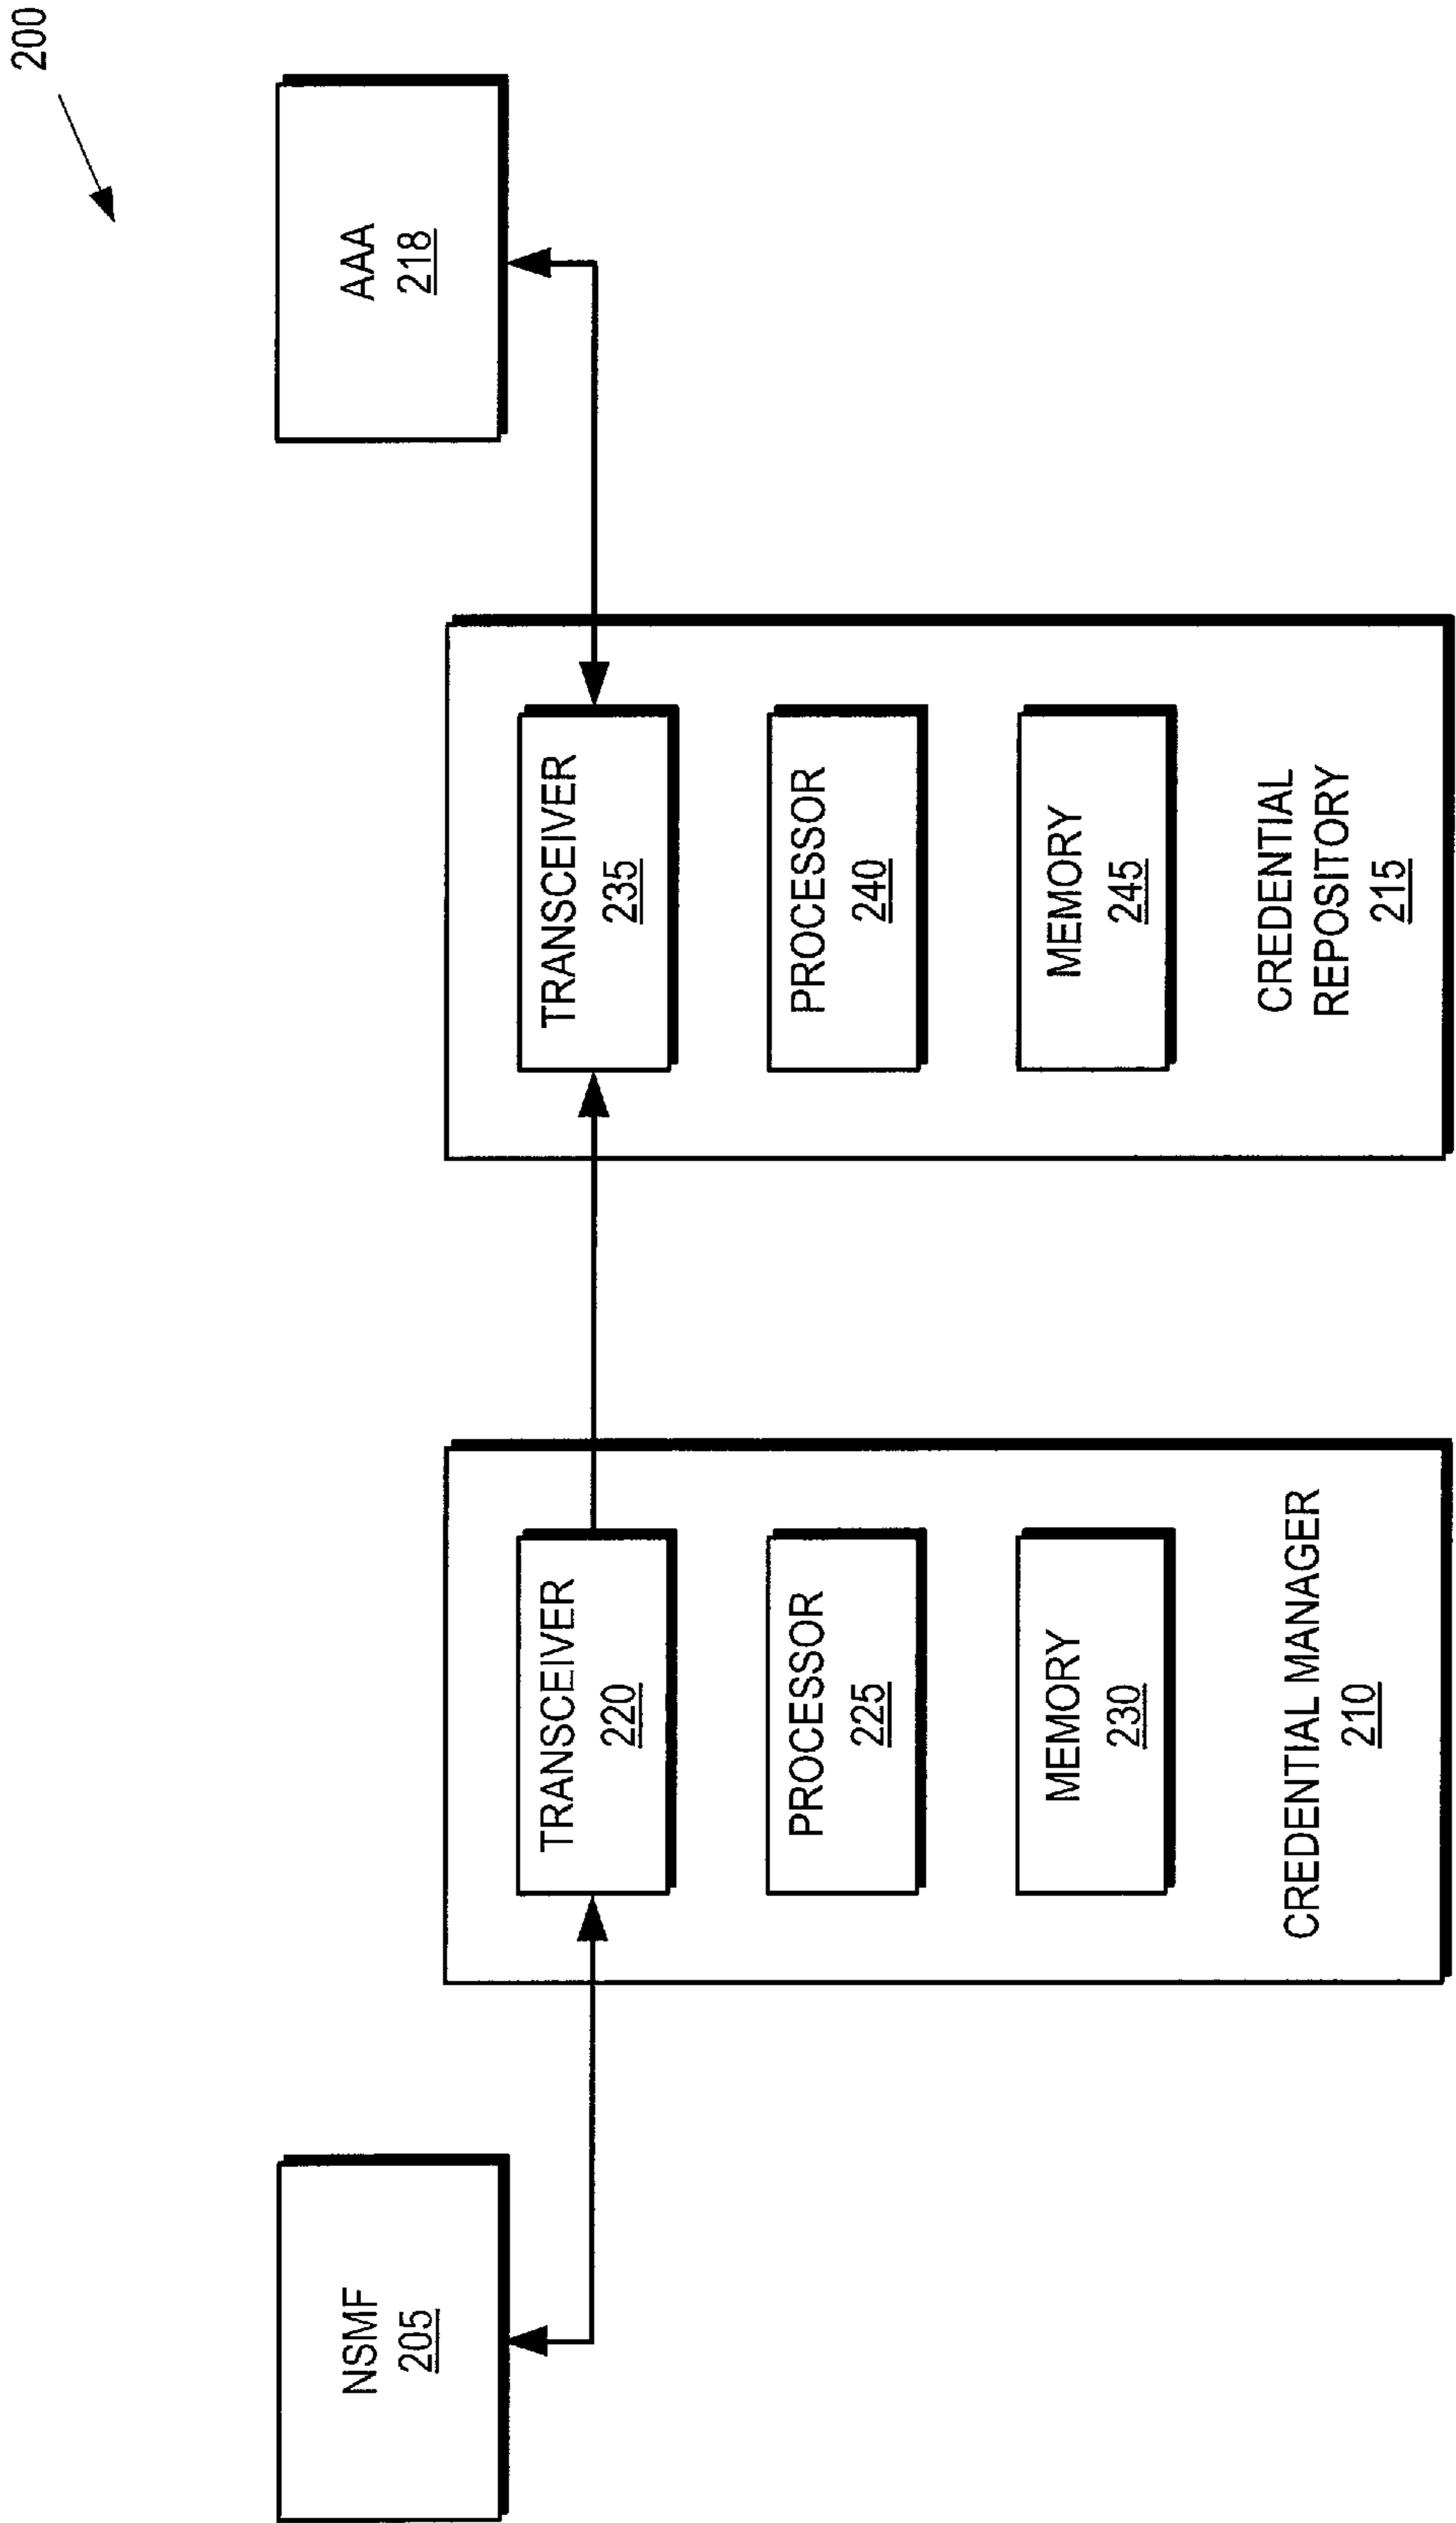 200
NSMF
205
TRANSCEIVER
220
PROCESSOR
225
MEMORY
230
CREDENTIAL MANAGER
210
TRANSCEIVER
235
PROCESSOR
240
MEMORY
245
CREDENTIAL
REPOSITORY
215
AAA
218